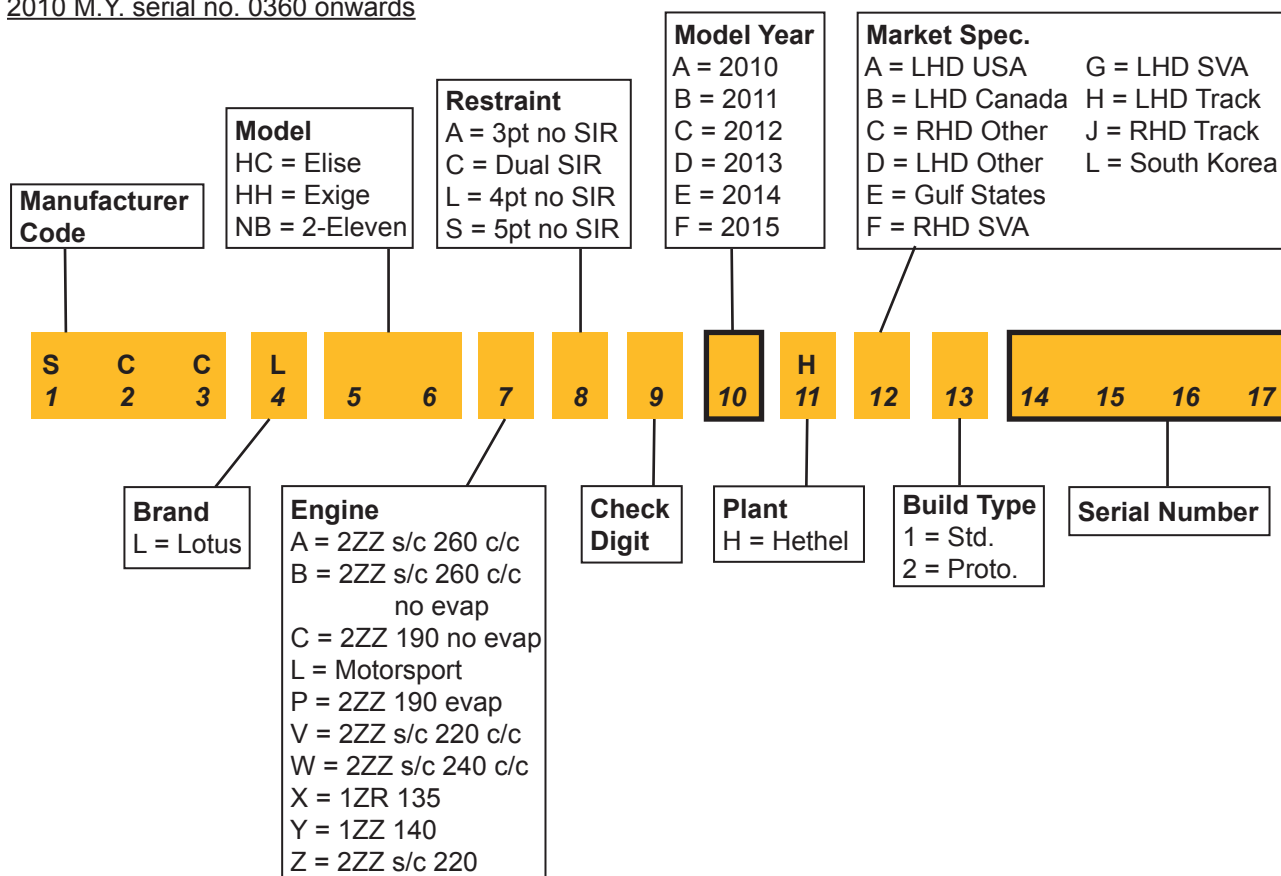 2010 M.Y. serial no. 0360 onwards
Manufacturer
Code
Model
HC = Elise
HH = Exige
NB = 2-Eleven
Restraint
A = 3pt no SIR
C = Dual SIR
L = 4pt no SIR
S = 5pt no SIR
Model Year
A = 2010
B = 2011
C = 2012
D = 2013
E = 2014
F = 2015
Market Spec.
A = LHD USA
B = LHD Canada
C = RHD Other
D = LHD Other
E = Gulf States
F = RHD SVA
G = LHD SVA
H = LHD Track
J = RHD Track
L = South Korea
S C C L H
1 2 3 4 5 6 7 8 9 10 11 12 13 14 15 16 17
Brand
L = Lotus
Engine
A = 2ZZ s/c 260 c/c
B = 2ZZ s/c 260 c/c
no evap
C = 2ZZ 190 no evap
L = Motorsport
P = 2ZZ 190 evap
V = 2ZZ s/c 220 c/c
W = 2ZZ s/c 240 c/c
X = 1ZR 135
Y = 1ZZ 140
Z = 2ZZ s/c 220
Check
Digit
Plant
H = Hethel
Build Type
1 = Std.
2 = Proto.
Serial Number